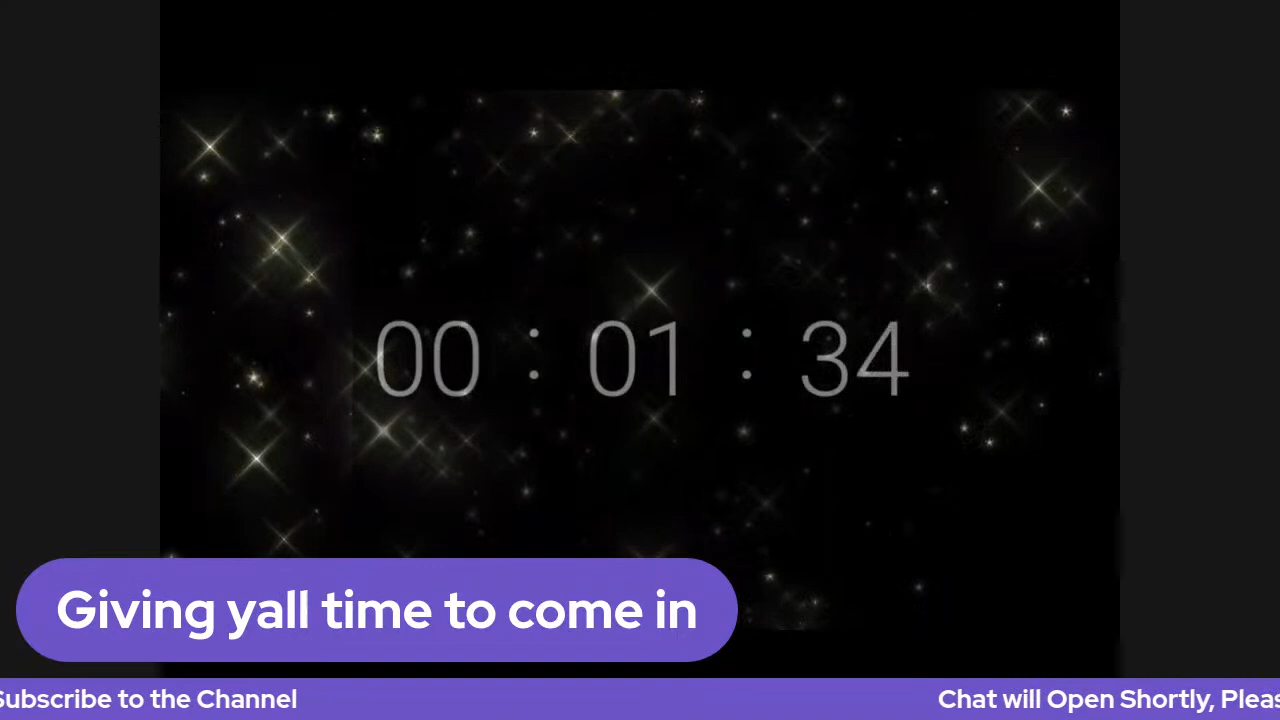 00 : 01 : 34
Giving yall time to come in
Subscribe to the Channel
Chat will Open Shortly,